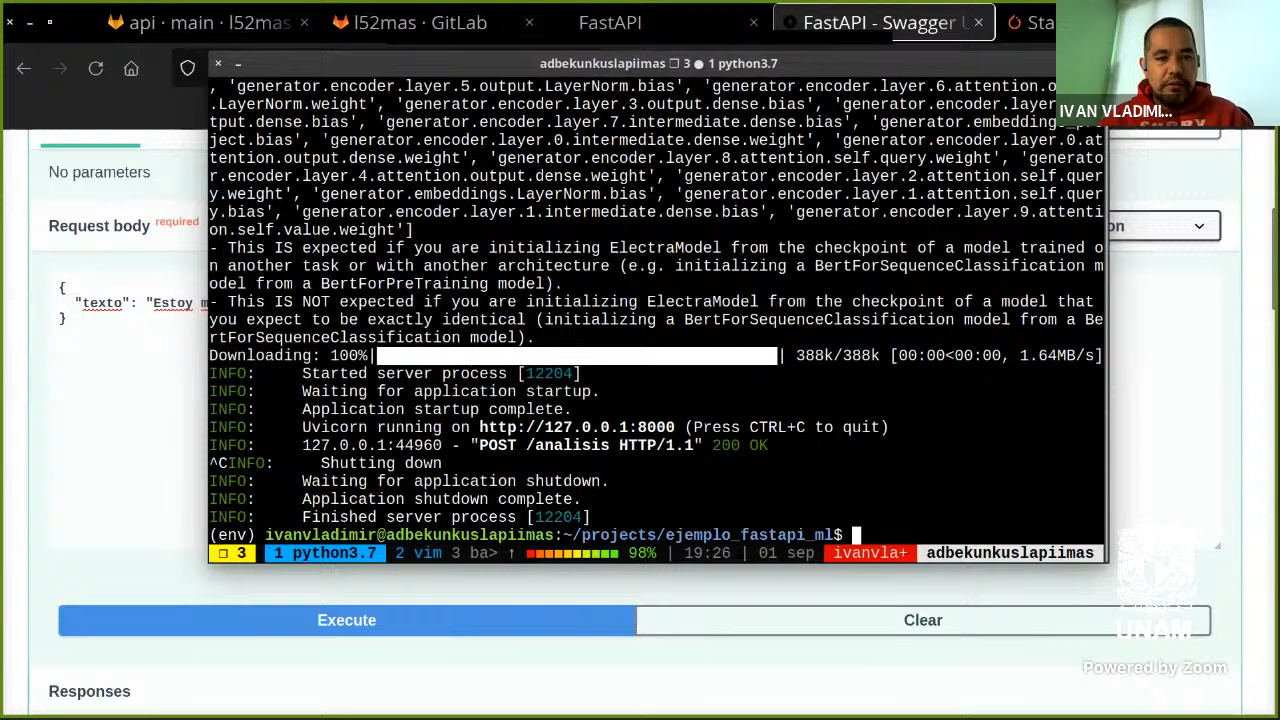 api · main · l52mas
l52mas · GitLab
FastAPI
FastAPI - Swagger U
Sta
IVAN VLADIMI...
adbekunkuslapiimas ❐ 3 ● 1 python3.7
, 'generator.encoder.layer.5.output.LayerNorm.bias', 'generator.encoder.layer.6.attention.o
.LayerNorm.weight', 'generator.encoder.layer.3.output.dense.bias', 
tput.dense.bias', 'generator.encoder.layer.7.intermediate.dense.bias', 'generator.embeddings_pro
ject.bias', 'generator.encoder.layer.0.intermediate.dense.weight', 'generator.encoder.layer.0.at
tention.output.dense.weight', 'generator.encoder.layer.8.attention.self.query.weight', 'generato
r.encoder.layer.4.attention.output.dense.weight', 'generator.encoder.layer.2.attention.self.quer
y.weight', 'generator.embeddings.LayerNorm.bias', 'generator.encoder.layer.1.attention.self.quer
y.bias', 'generator.encoder.layer.1.intermediate.dense.bias', 'generator.encoder.layer.9.attenti
on.self.value.weight']
- This IS expected if you are initializing ElectraModel from the checkpoint of a model trained o
n another task or with another architecture (e.g. initializing a BertForSequenceClassification m
odel from a BertForPreTraining model).
- This IS NOT expected if you are initializing ElectraModel from the checkpoint of a model that 
you expect to be exactly identical (initializing a BertForSequenceClassification model from a Be
rtForSequenceClassification model).
Downloading: 100%| | 388k/388k [00:00<00:00, 1.64MB/s]
INFO: Started server process [12204]
INFO: Waiting for application startup.
INFO: Application startup complete.
INFO: Uvicorn running on http://127.0.0.1:8000 (Press CTRL+C to quit)
INFO: 127.0.0.1:44960 - "POST /analisis HTTP/1.1" 200 OK
^CINFO: Shutting down
INFO: Waiting for application shutdown.
INFO: Application shutdown complete.
INFO: Finished server process [12204]
(env) ivanvladimir@adbekunkuslapiimas:~/projects/ejemplo_fastapi_ml$
❐ 3 1 python3.7 2 vim 3 ba> ↑ 98% | 19:26 | 01 sep ivanvla+ adbekunkuslapiimas
No parameters
Request body required
on
{
"texto": "Estoy m
}
Execute
Clear
UNAM
Powered by Zoom
Responses